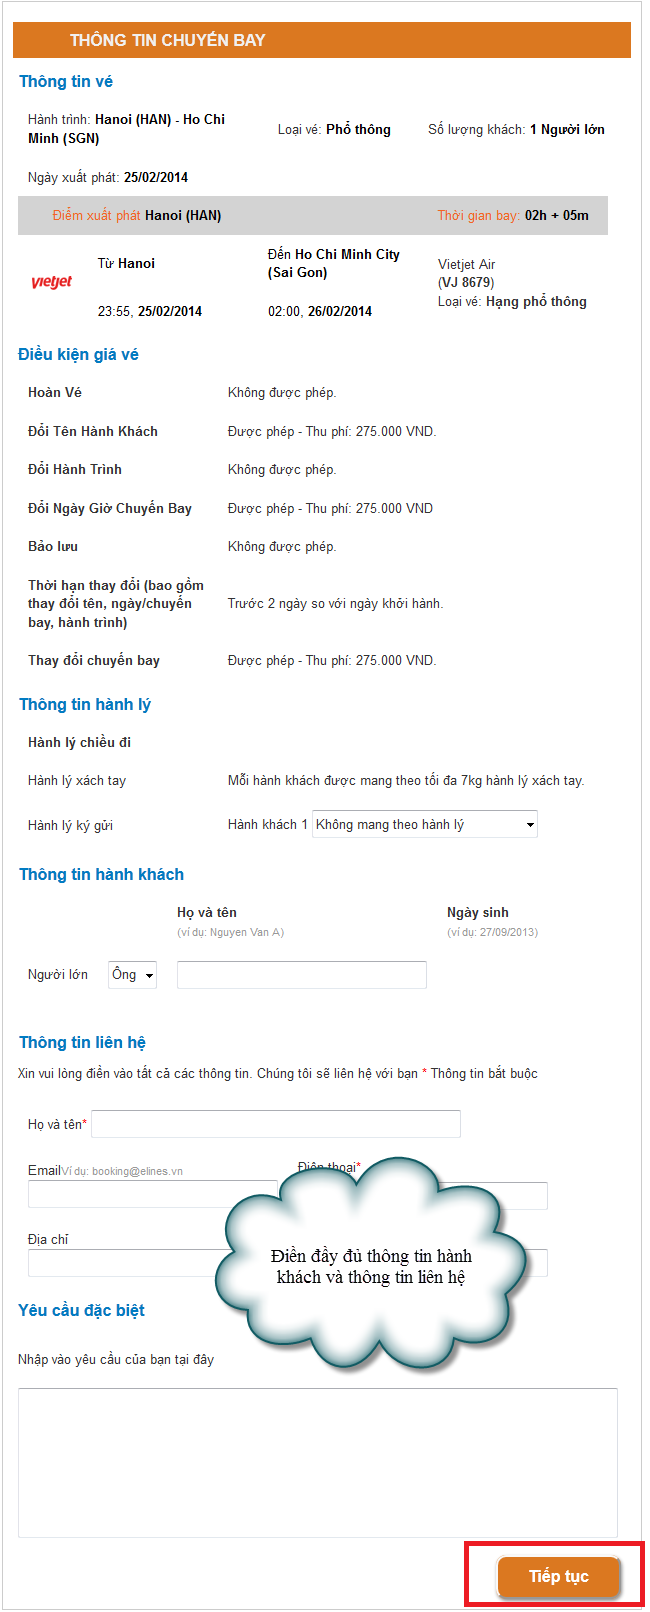 THÔNG TIN CHUYẾN BAY
Thông tin vé
Hành trình: Hanoi (HAN) - Ho Chi
Minh (SGN)
Loại vé: Phổ thông
Số lượng khách: 1 Người lớn
Ngày xuất phát: 25/02/2014
Điểm xuất phát Hanoi (HAN)
Thời gian bay: 02h + 05m
vietjet
Từ Hanoi
23:55, 25/02/2014
Đến Ho Chi Minh City
(Sai Gon)
02:00, 26/02/2014
Vietjet Air
(VJ 8679)
Loại vé: Hạng phổ thông
Điều kiện giá vé
Hoàn Vé Không được phép.
Đổi Tên Hành Khách Được phép - Thu phí: 275.000 VND.
Đổi Hành Trình Không được phép.
Đổi Ngày Giờ Chuyến Bay Được phép - Thu phí: 275.000 VND
Bảo lưu Không được phép.
Thời hạn thay đổi (bao gồm
thay đổi tên, ngày/chuyến
bay, hành trình)
Trước 2 ngày so với ngày khởi hành.
Thay đổi chuyến bay Được phép - Thu phí: 275.000 VND.
Thông tin hành lý
Hành lý chiều đi
Hành lý xách tay Mỗi hành khách được mang theo tối đa 7kg hành lý xách tay.
Hành lý ký gửi Hành khách 1 Không mang theo hành lý
Thông tin hành khách
Họ và tên Ngày sinh
(ví dụ: Nguyen Van A) (ví dụ: 27/09/2013)
Người lớn Ông
Thông tin liên hệ
Xin vui lòng điền vào tất cả các thông tin. Chúng tôi sẽ liên hệ với bạn * Thông tin bắt buộc
Họ và tên*
EmailVí dụ: booking@elines.vn Điện thoại*
Địa chỉ
Điền đầy đủ thông tin hành
khách và thông tin liên hệ
Yêu cầu đặc biệt
Nhập vào yêu cầu của bạn tại đây
Tiếp tục